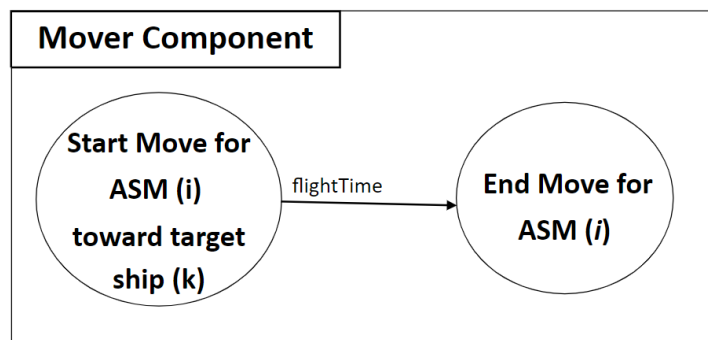 Mover Component
Start Move for
ASM (i)
toward target
ship (k)
flightTime
End Move for
ASM (i)